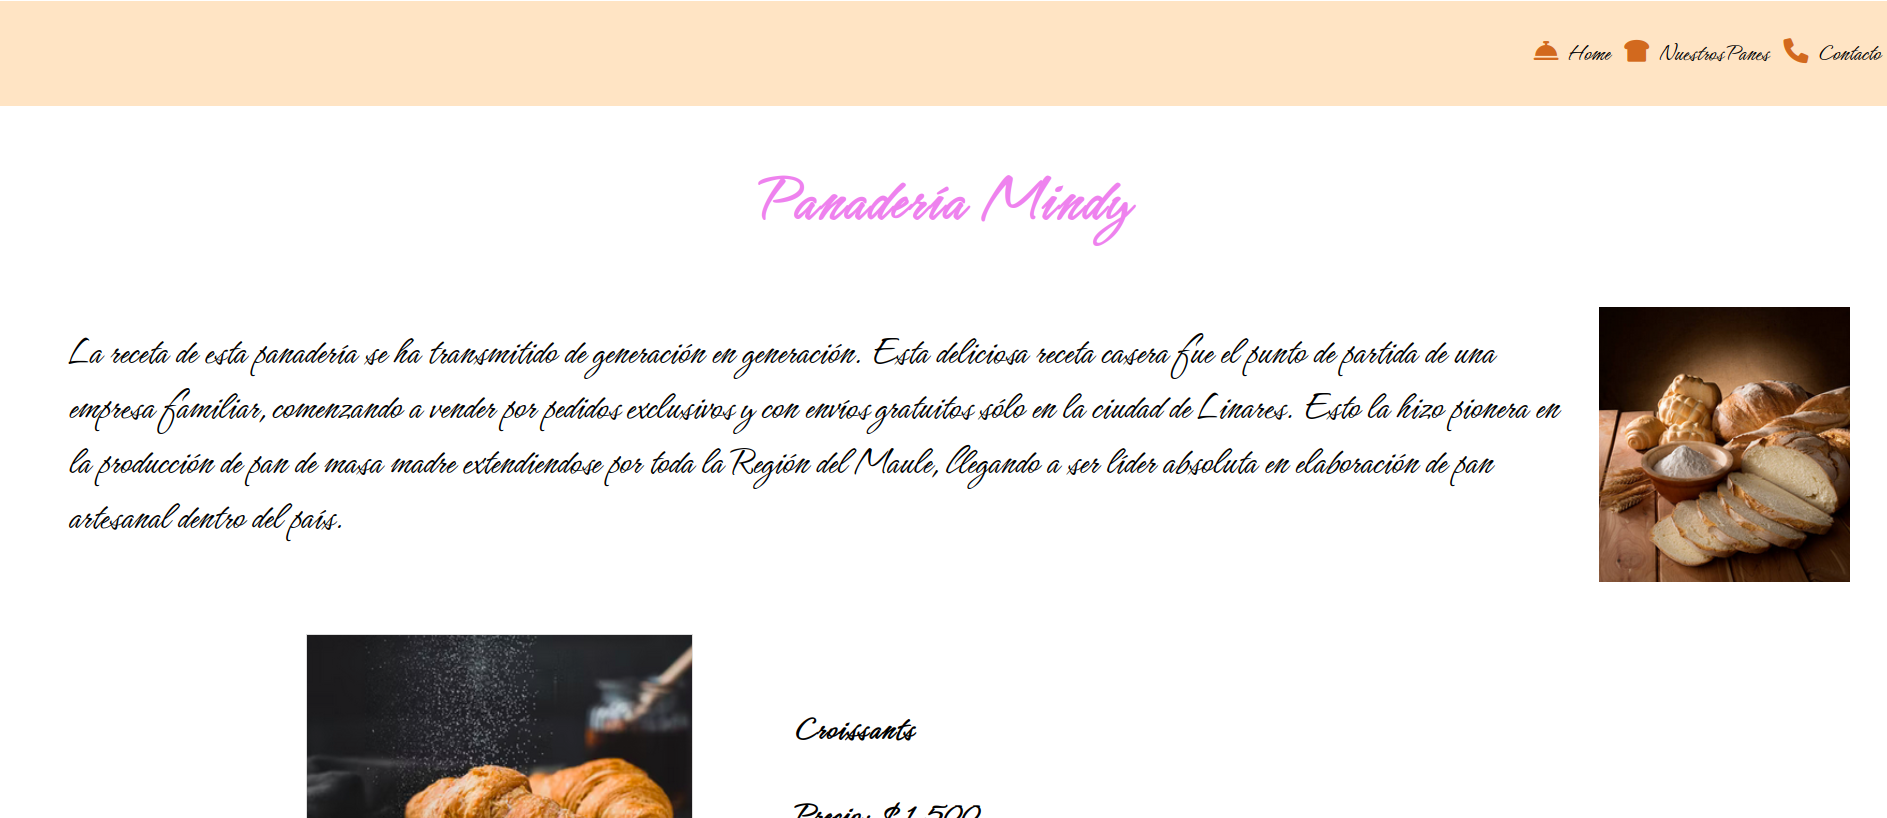 Home NuestrosPanes Contacto
Panadería Mindy
La receta de esta panadería se ha transmitido de generación en generación. Esta deliciosa receta casera fue el punto de partida de una
empresa familiar, comenzando a vender por pedidos exclusivos y con envíos gratuitos sólo en la ciudad de Linares. Esto la hizo pionera en
la producción de pan de masa madre extendiendose por toda la Región del Maule, llegando a ser líder absoluta en elaboración de pan
artesanal dentro del país.
Croissants
Precio: $ 1.500